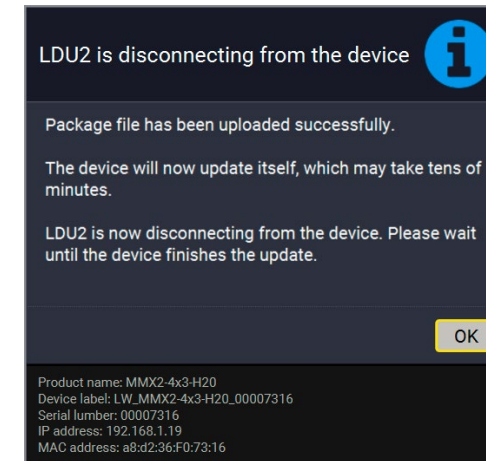 LDU2 is disconnecting from the device
Package file has been uploaded successfully.
The device will now update itself, which may take tens of
minutes.
LDU2 is now disconnecting from the device. Please wait
until the device finishes the update.
OK
Product name: MMX2-4x3-H20
Device label: LW_MMX2-4x3-H20_00007316
Serial lumber: 00007316
IP address: 192.168.1.19
MAC address: a8:d2:36:F0:73:16